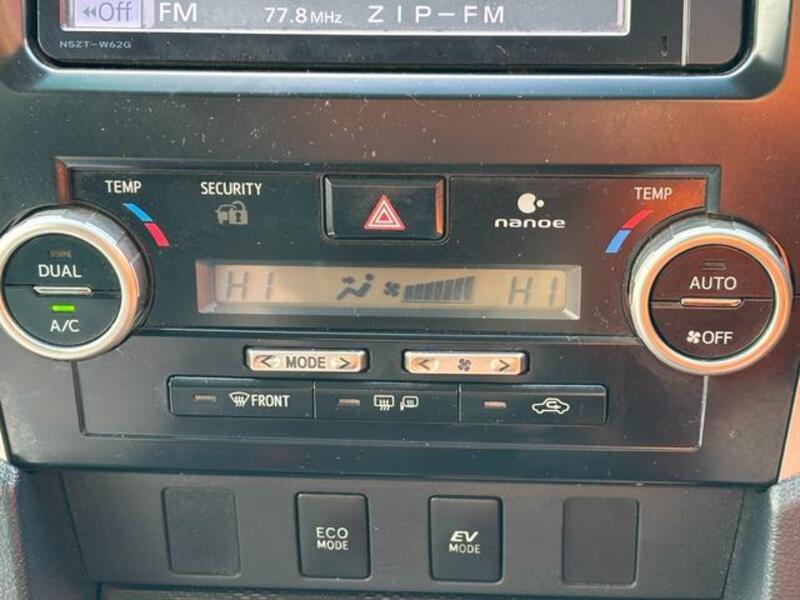 Off FM 77.8MHz ZIP-FM
NSZT-W62G
TEMP SECURITY nanoe TEMP
DUAL
A/C
HI HI
AUTO
OFF
MODE
FRONT
ECO
MODE
EV
MODE